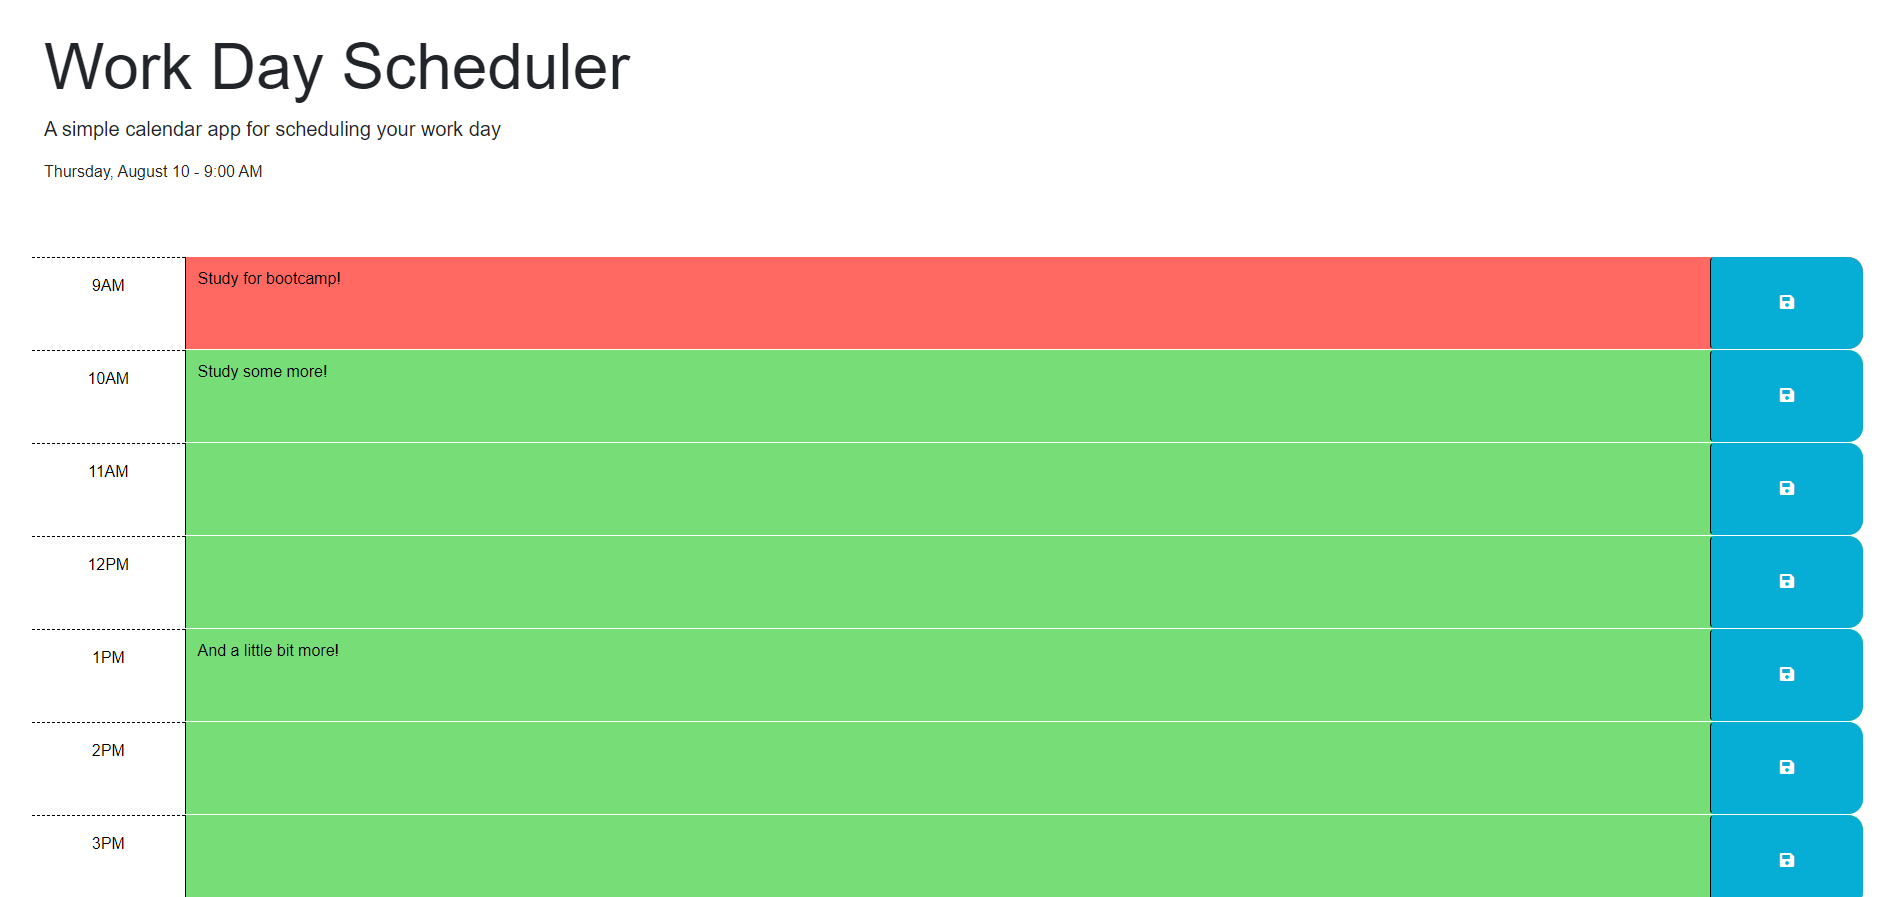 Work Day Scheduler
A simple calendar app for scheduling your work day
Thursday, August 10 - 9:00 AM
9AM
Study for bootcamp!
10AM
Study some more!
11AM
12PM
1PM
And a little bit more!
2PM
3PM